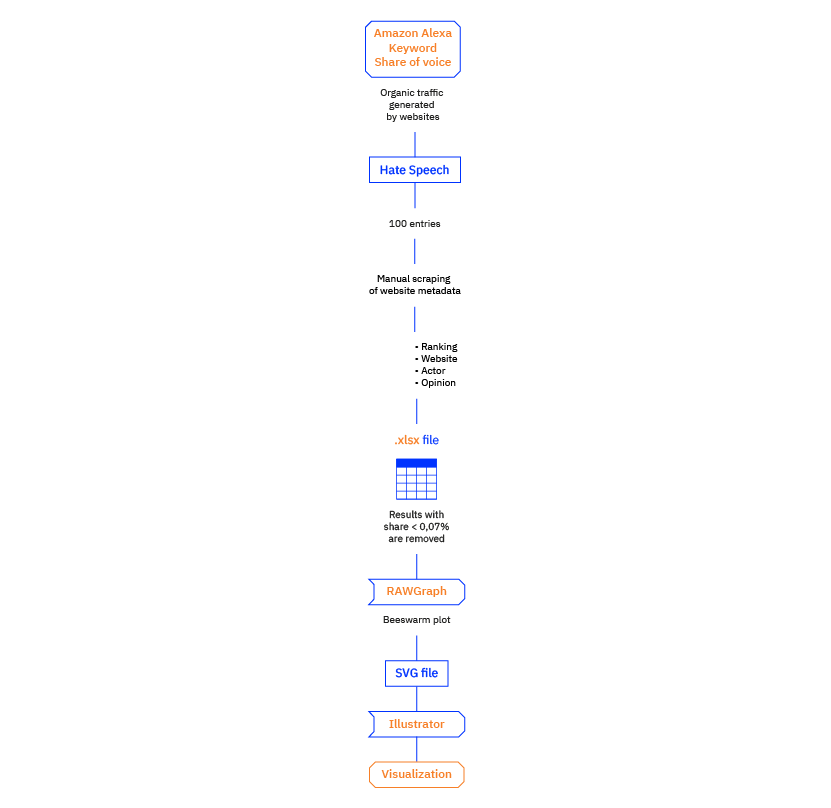 Amazon Alexa
Keyword
Share of voice
Organic traffic
generated
by websites
Hate Speech
100 entries
Manual scraping
of website metadata
• Ranking
• Website
• Actor
• Opinion
.xlsx file
Results with
share < 0,07%
are removed
RAWGraph
Beeswarm plot
SVG file
Illustrator
Visualization